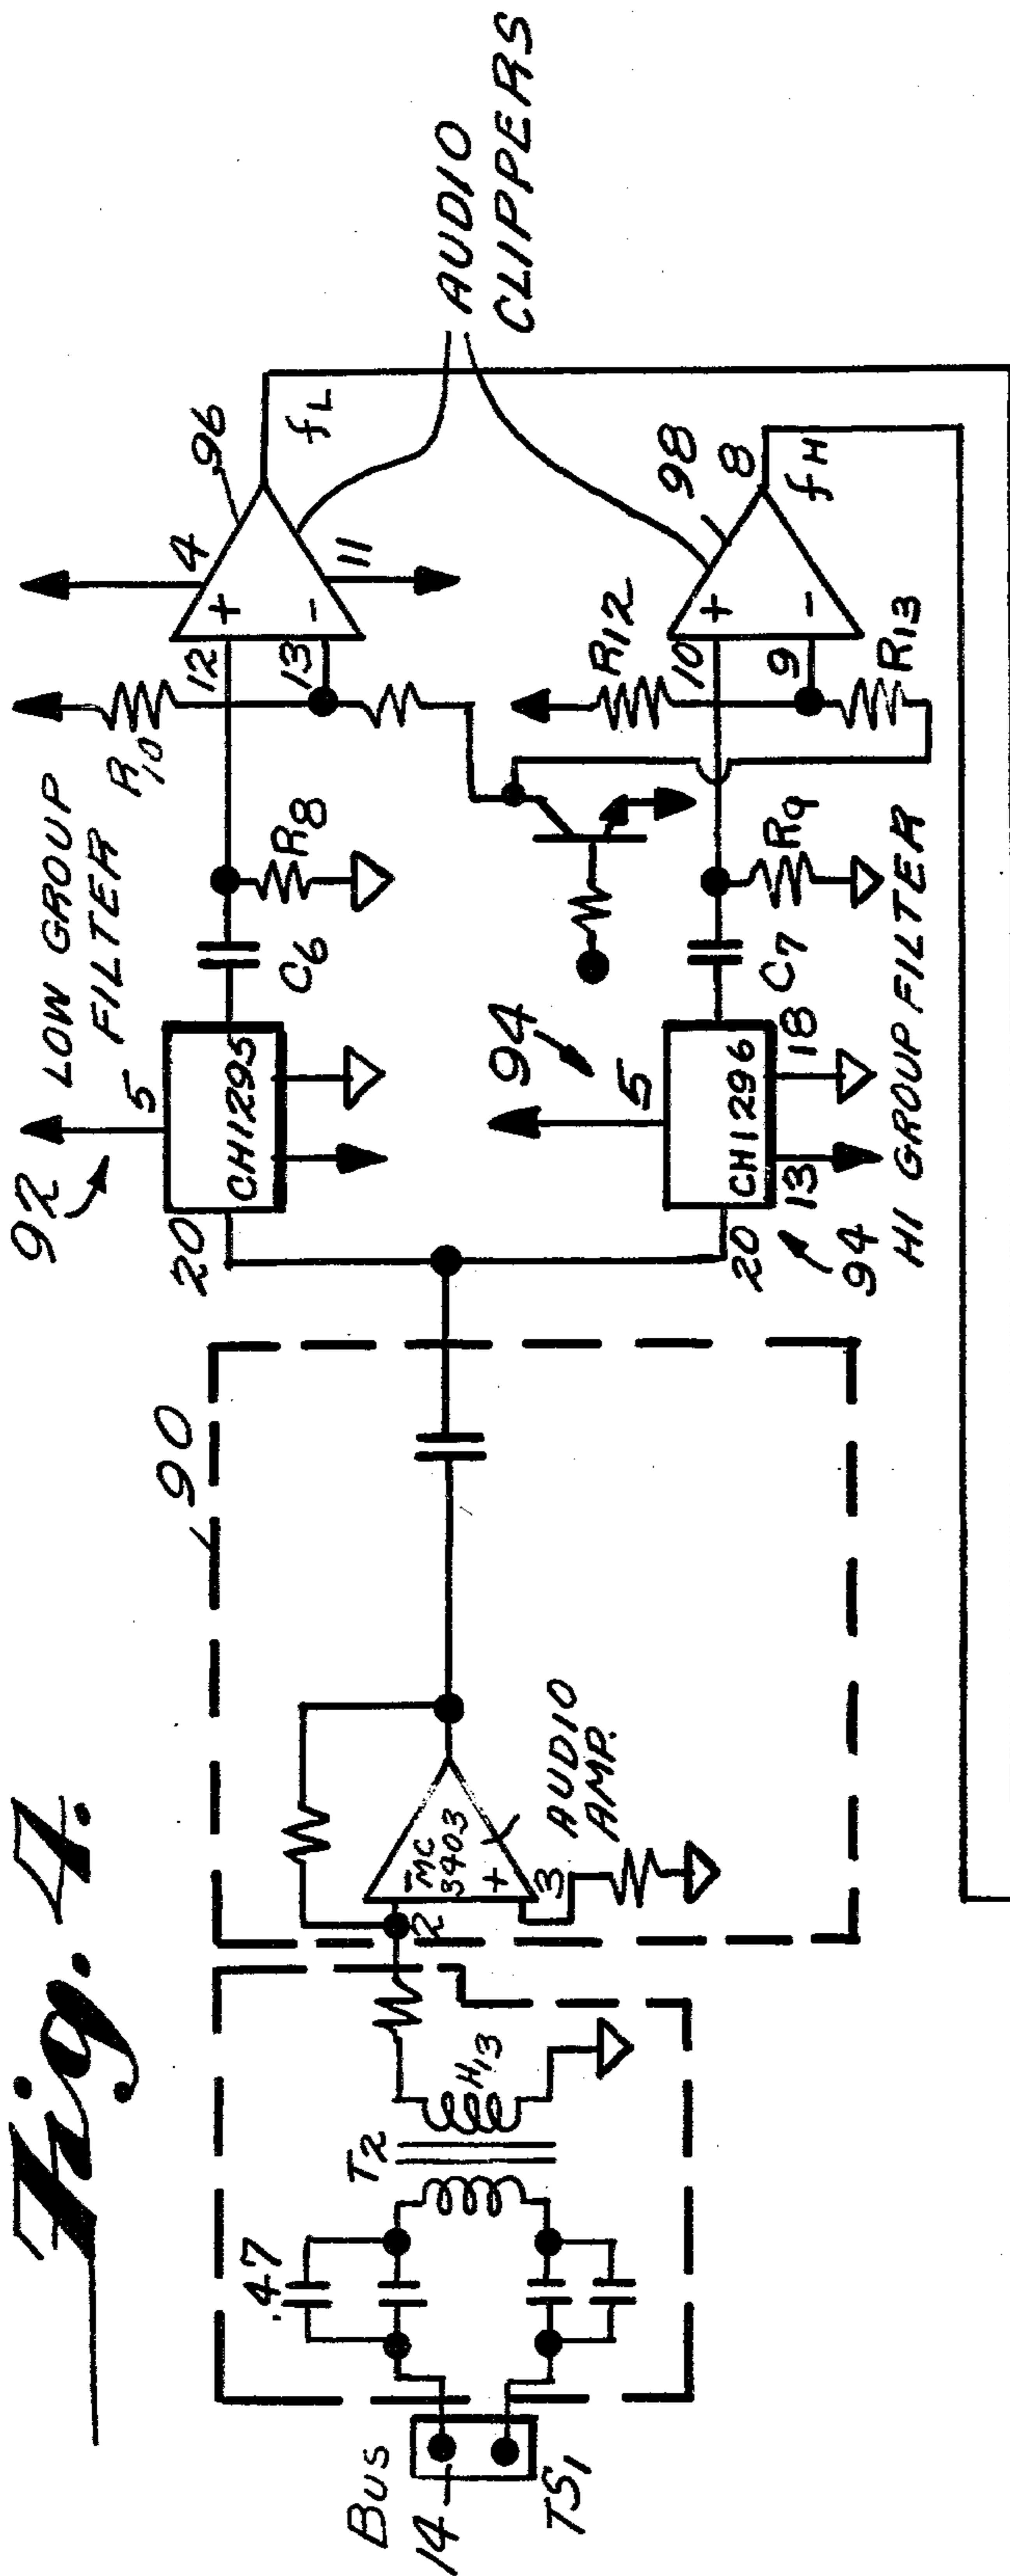 Fig. 4.
BUS
14
TS1
.47
T2
H13
90
2
MC
3403
-
+
3
AUDIO
AMP.
92
LOW GROUP
FILTER
5
20
CH1295
C6
R8
R10
12
13
+
-
4
11
96
fL
AUDIO
CLIPPERS
94
5
20
CH1296
13
18
94
HI GROUP FILTER
C7
R9
R12
R13
10
9
+
-
98
8
fH